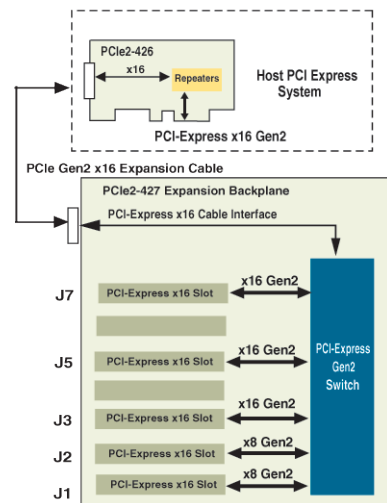 PCIe2-426
x16
Repeaters
Host PCI Express
System
PCI-Express x16 Gen2
PCIe Gen2 x16 Expansion Cable
PCIe2-427 Expansion Backplane
PCI-Express x16 Cable Interface
J7
PCI-Express x16 Slot
x16 Gen2
J5
PCI-Express x16 Slot
x16 Gen2
PCI-Express
Gen2
Switch
J3
PCI-Express x16 Slot
x16 Gen2
J2
PCI-Express x16 Slot
x8 Gen2
J1
PCI-Express x16 Slot
x8 Gen2